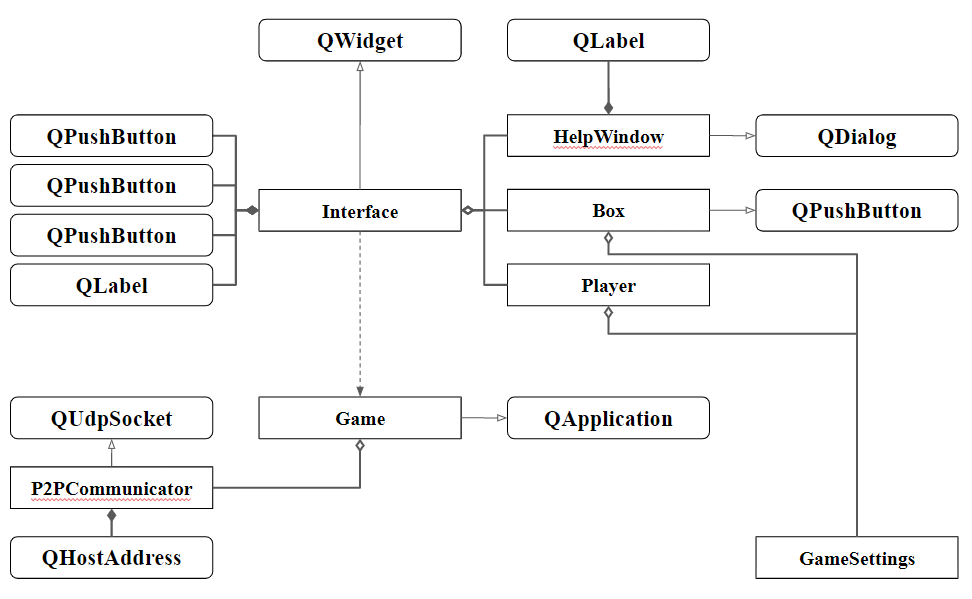 QWidget
QLabel
QPushButton
HelpWindow
QDialog
QPushButton
Interface
Box
QPushButton
QPushButton
QLabel
Player
QUdpSocket
Game
QApplication
P2PCommunicator
QHostAddress
GameSettings